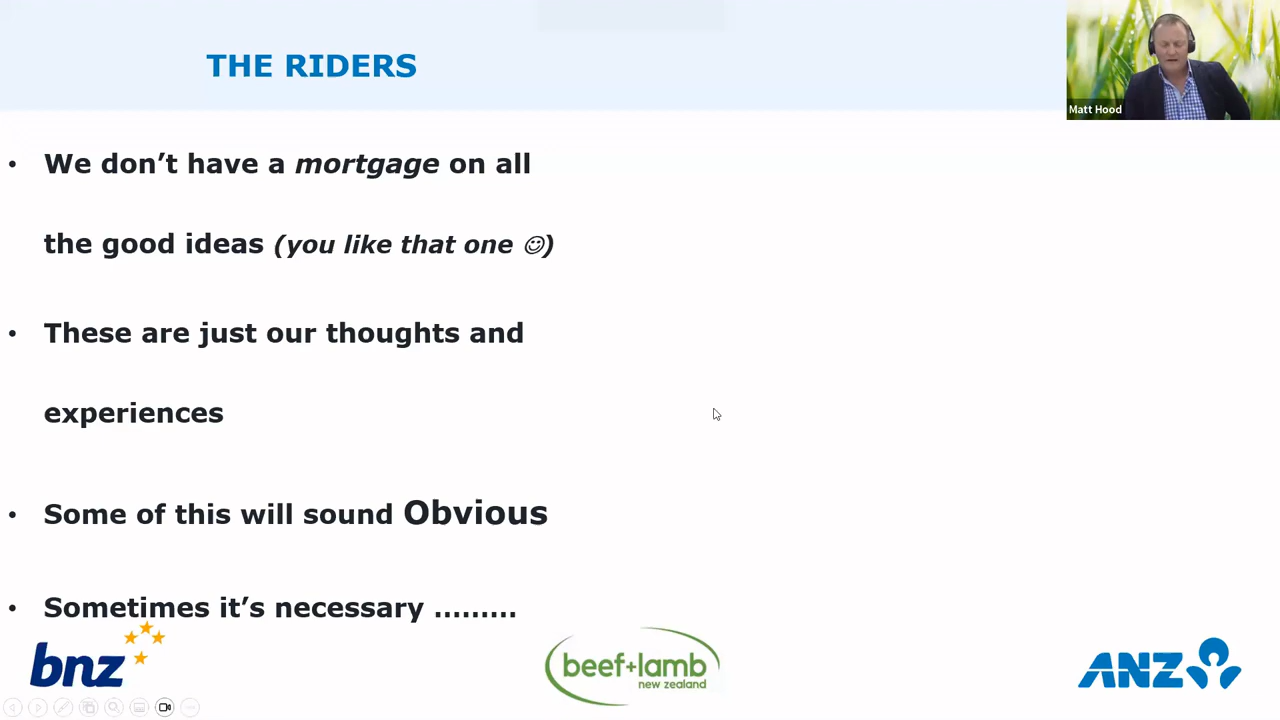 THE RIDERS
Matt Hood
• We don’t have a mortgage on all
the good ideas (you like that one ☺)
• These are just our thoughts and
experiences
• Some of this will sound Obvious
• Sometimes it’s necessary .........
bnz
beef+lamb
new zealand
ANZ